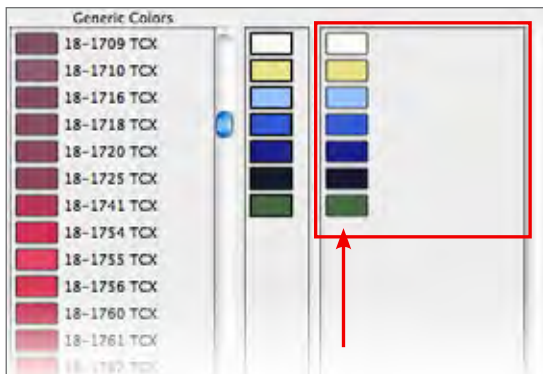 Generic Colors
18-1709 TCX
18-1710 TCX
18-1716 TCX
18-1718 TCX
18-1720 TCX
18-1725 TCX
18-1741 TCX
18-1754 TCX
18-1755 TCX
18-1756 TCX
18-1760 TCX
18-1761 TCX
TCX